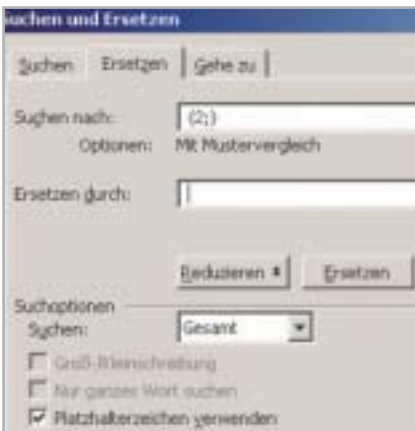 Suchen und Ersetzen
Suchen Ersetzen Gehe zu
Suchen nach: {2;}
Optionen: Mit Mustervergleich
Ersetzen durch:
Reduzieren Ersetzen
Suchoptionen
Suchen: Gesamt
Groß-/Kleinschreibung
Nur ganzes Wort suchen
Platzhalterzeichen verwenden